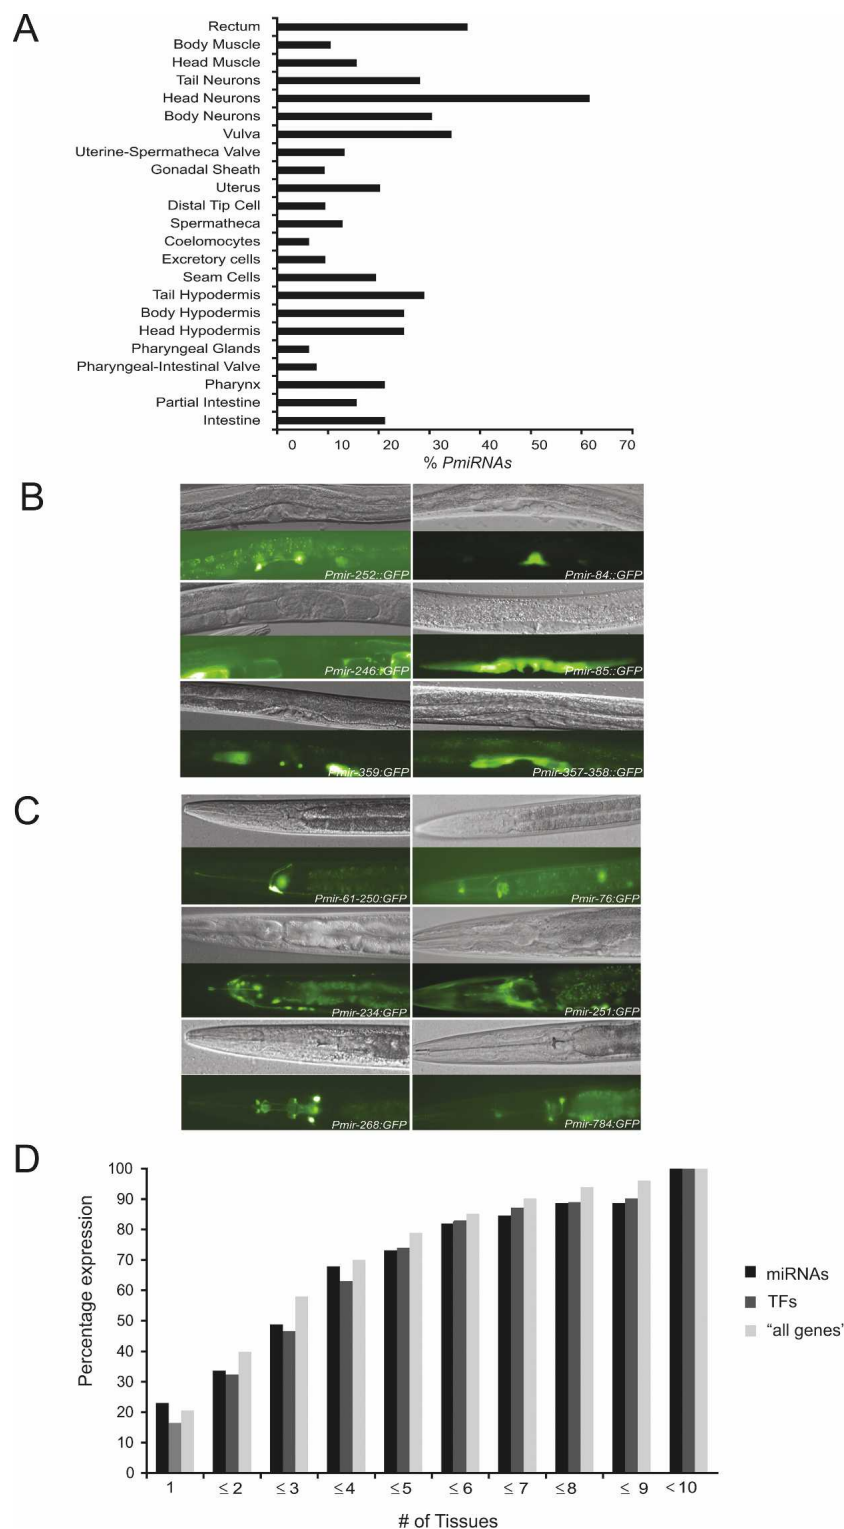 A
Rectum
Body Muscle
Head Muscle
Tail Neurons
Head Neurons
Body Neurons
Vulva
Uterine-Spermatheca Valve
Gonadal Sheath
Uterus
Distal Tip Cell
Spermatheca
Coelomocytes
Excretory cells
Seam Cells
Tail Hypodermis
Body Hypodermis
Head Hypodermis
Pharyngeal Glands
Pharyngeal-Intestinal Valve
Pharynx
Partial Intestine
Intestine
0 10 20 30 40 50 60 70
% PmiRNAs
B
Pmir-252::GFP Pmir-84::GFP
Pmir-246:GFP Pmir-85::GFP
Pmir-359:GFP Pmir-357-358::GFP
C
Pmir-61-250:GFP Pmir-76:GFP
Pmir-234:GFP Pmir-251:GFP
Pmir-268:GFP Pmir-784:GFP
D
Percentage expression
100
90
80
70
60
50
40
30
20
10
0
1 ≤ 2 ≤ 3 ≤4 ≤5 ≤ 6 ≤ 7 ≤8 ≤ 9 < 10
# of Tissues
miRNAs
TFs
"all genes"